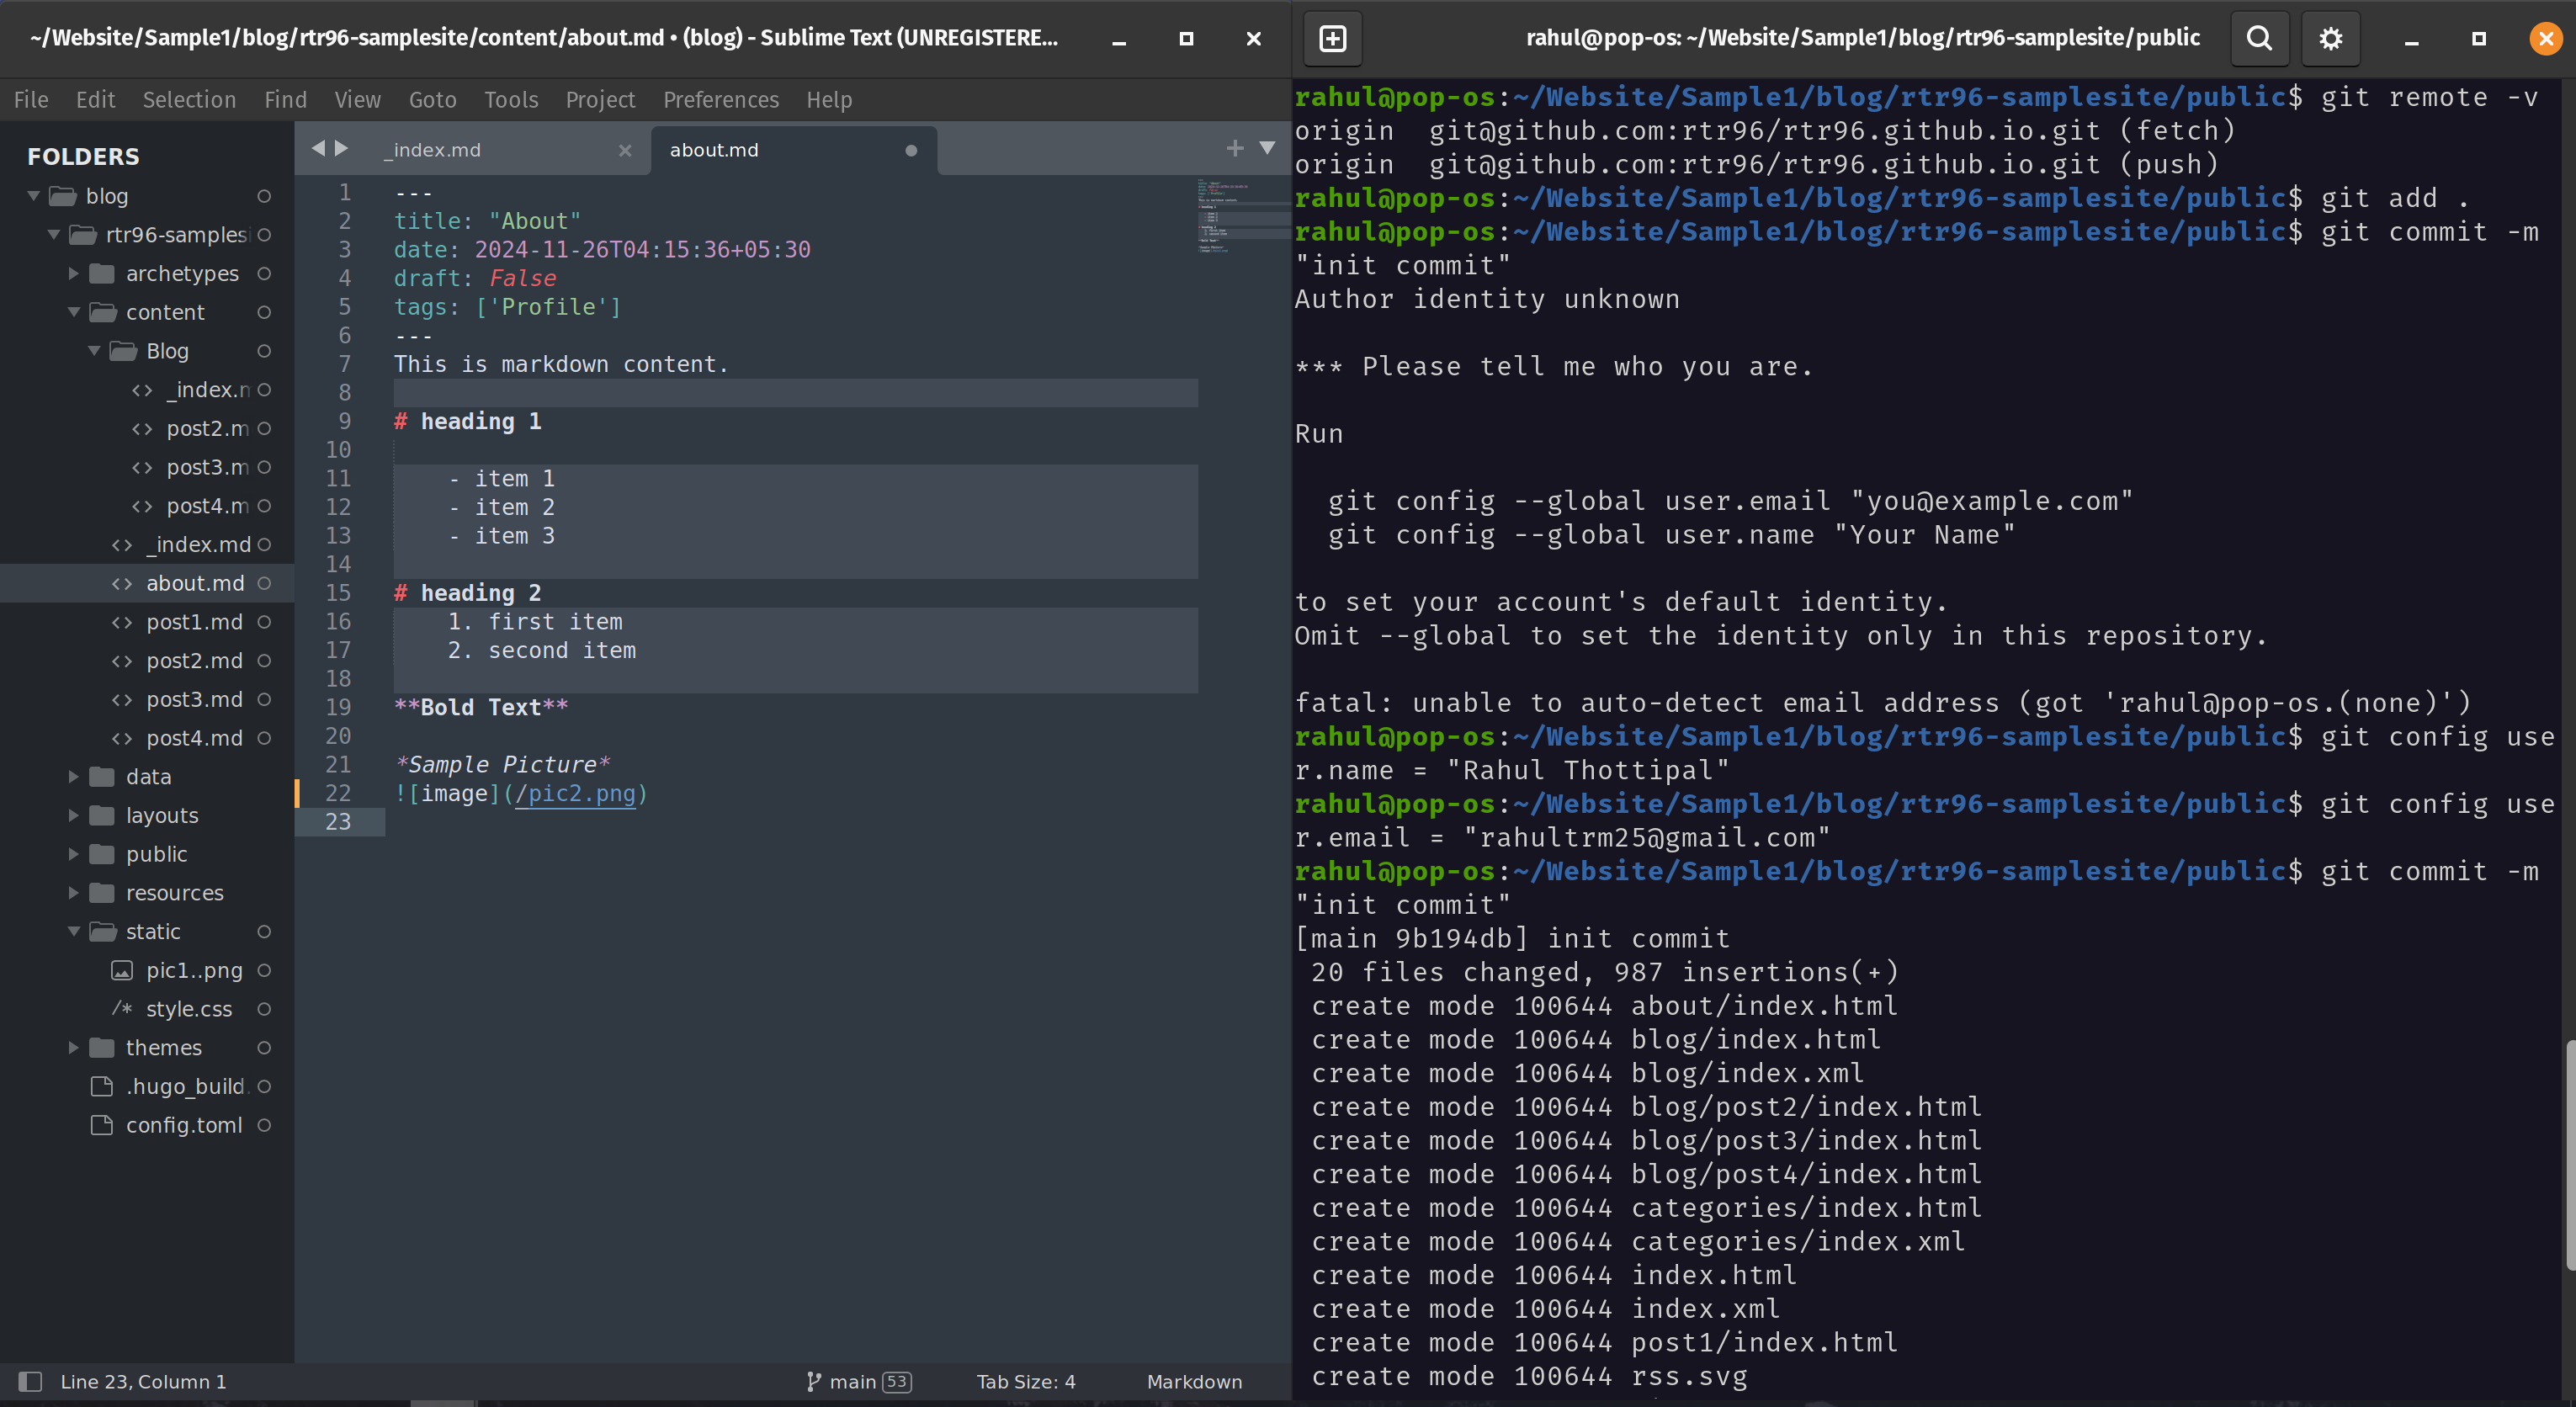 ~/Website/Sample1/blog/rtr96-samplesite/content/about.md • (blog) - Sublime Text (UNREGISTERE...
File Edit Selection Find View Goto Tools Project Preferences Help
FOLDERS
blog
rtr96-samples
archetypes
content
Blog
_index.m
post2.m
post3.m
post4.m
_index.md
about.md
post1.md
post2.md
post3.md
post4.md
data
layouts
public
resources
static
pic1..png
style.css
themes
.hugo_build.
config.toml
_index.md about.md
1 ---
2 title: "About"
3 date: 2024-11-26T04:15:36+05:30
4 draft: False
5 tags: ['Profile']
6 ---
7 This is markdown content.
8
9 # heading 1
10
11 - item 1
12 - item 2
13 - item 3
14
15 # heading 2
16 1. first item
17 2. second item
18
19 **Bold Text**
20
21 *Sample Picture*
22 ![image](/pic2.png)
23
Line 23, Column 1 main 53 Tab Size: 4 Markdown
rahul@pop-os: ~/Website/Sample1/blog/rtr96-samplesite/public
rahul@pop-os:~/Website/Sample1/blog/rtr96-samplesite/public$ git remote -v
origin  git@github.com:rtr96/rtr96.github.io.git (fetch)
origin  git@github.com:rtr96/rtr96.github.io.git (push)
rahul@pop-os:~/Website/Sample1/blog/rtr96-samplesite/public$ git add .
rahul@pop-os:~/Website/Sample1/blog/rtr96-samplesite/public$ git commit -m
"init commit"
Author identity unknown
*** Please tell me who you are.
Run
git config --global user.email "you@example.com"
git config --global user.name "Your Name"
to set your account's default identity.
Omit --global to set the identity only in this repository.
fatal: unable to auto-detect email address (got 'rahul@pop-os.(none)')
rahul@pop-os:~/Website/Sample1/blog/rtr96-samplesite/public$ git config use
r.name = "Rahul Thottipal"
rahul@pop-os:~/Website/Sample1/blog/rtr96-samplesite/public$ git config use
r.email = "rahultrm25@gmail.com"
rahul@pop-os:~/Website/Sample1/blog/rtr96-samplesite/public$ git commit -m
"init commit"
[main 9b194db] init commit
20 files changed, 987 insertions(+)
create mode 100644 about/index.html
create mode 100644 blog/index.html
create mode 100644 blog/index.xml
create mode 100644 blog/post2/index.html
create mode 100644 blog/post3/index.html
create mode 100644 blog/post4/index.html
create mode 100644 categories/index.html
create mode 100644 categories/index.xml
create mode 100644 index.html
create mode 100644 index.xml
create mode 100644 post1/index.html
create mode 100644 rss.svg